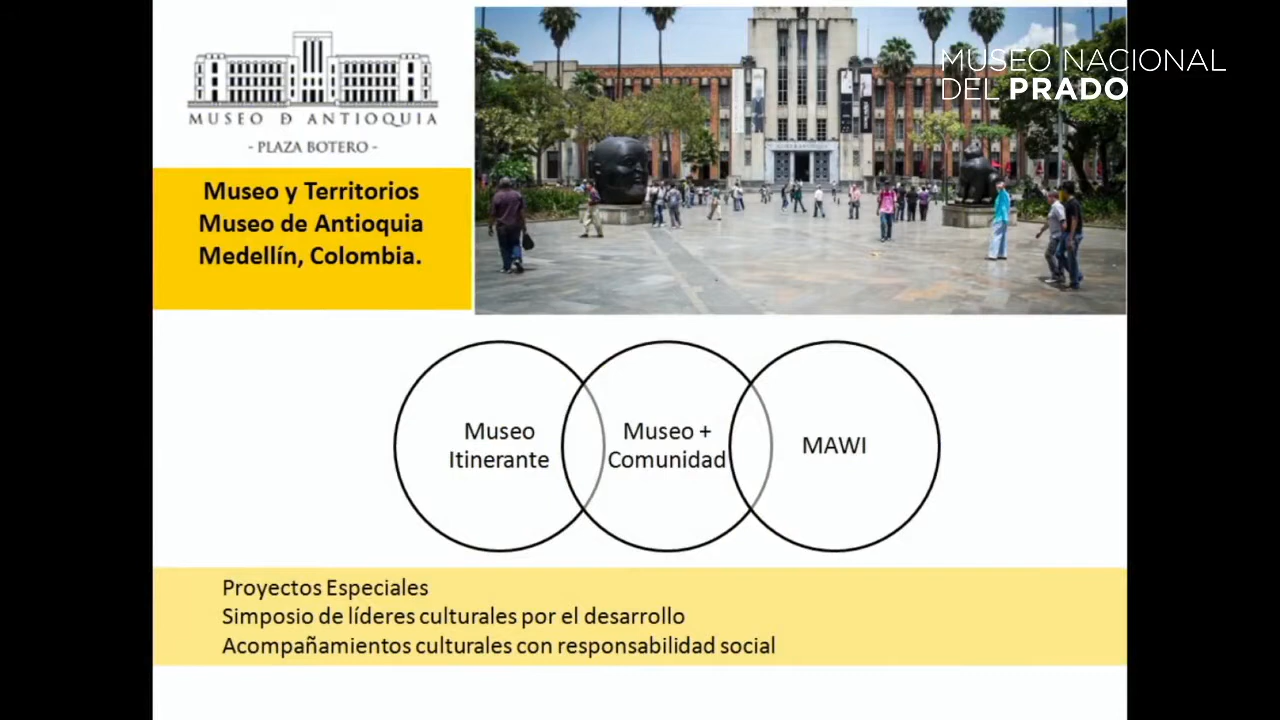 MUSEO D ANTIOQUIA
- PLAZA BOTERO -
MUSEO NACIONAL
DEL PRADO
Museo y Territorios
Museo de Antioquia
Medellín, Colombia.
Museo
Itinerante
Museo +
Comunidad
MAWI
Proyectos Especiales
Simposio de líderes culturales por el desarrollo
Acompañamientos culturales con responsabilidad social